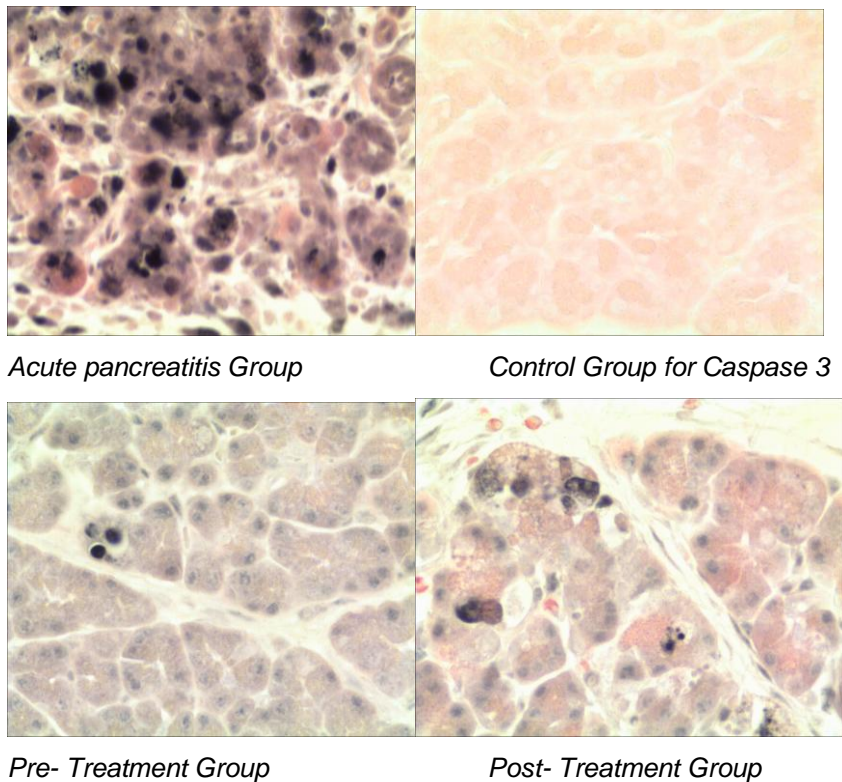 Acute pancreatitis Group
Control Group for Caspase 3
Pre- Treatment Group
Post- Treatment Group